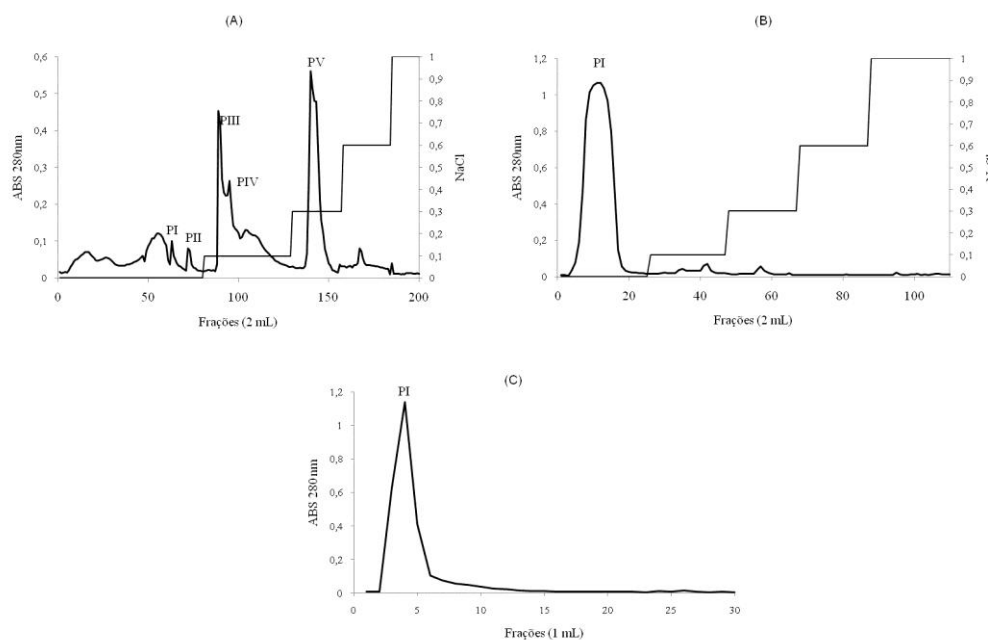 (A)
0,6
0,5
0,4
0,3
0,2
0,1
0
ABS 280nm
PI
PII
PIII
PIV
PV
1
0,9
0,8
0,7
0,6
0,5
0,4
0,3
0,2
0,1
0
NaCl
0 50 100 150 200
Frações (2 mL)
(B)
1,2
1
0,8
0,6
0,4
0,2
0
ABS 280nm
PI
1
0,9
0,8
0,7
0,6
0,5
0,4
0,3
0,2
0,1
0
NaCl
0 20 40 60 80 100
Frações (2 mL)
(C)
1,2
1
0,8
0,6
0,4
0,2
0
ABS 280nm
PI
0 5 10 15 20 25 30
Frações (1 mL)